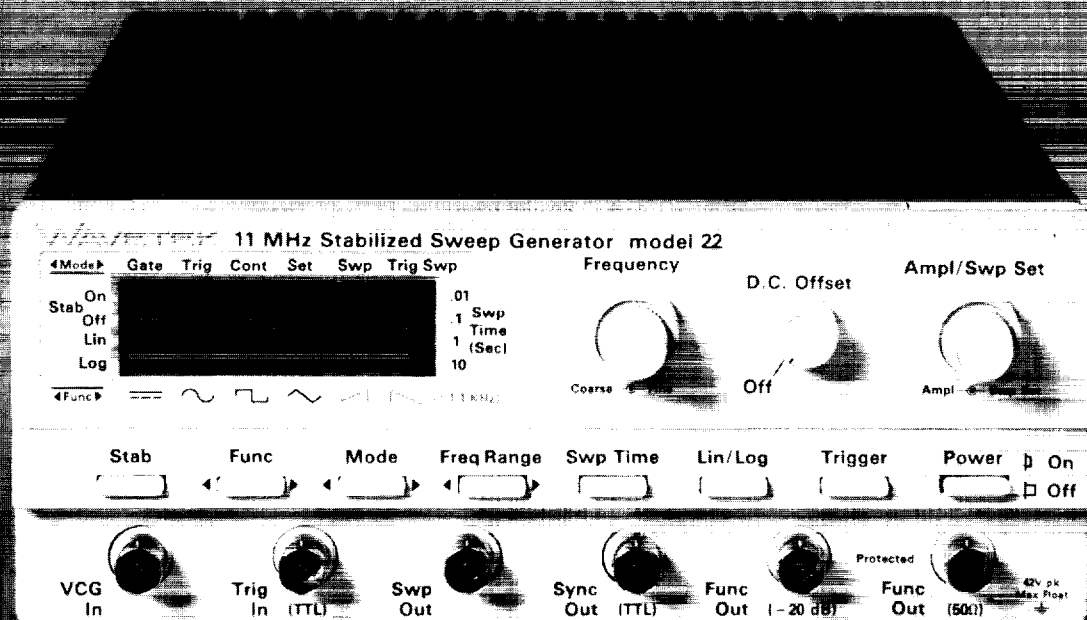 WAVETEK 11 MHz Stabilized Sweep Generator model 22
Mode Gate Trig Cont Set Swp Trig Swp
Frequency
D.C. Offset
Ampl/Swp Set
Stab On
Off
Lin
Log
.01
.1
1
10
Swp
Time
(Sec)
Coarse
Off
Ampl
Func
Stab Func Mode Freq Range Swp Time Lin/Log Trigger Power On
Off
VCG
In
Trig
In (TTL)
Swp
Out
Sync
Out (TTL)
Func
Out (-20 dB)
Protected
Func
Out (50Ω)
42V pk
Max Float